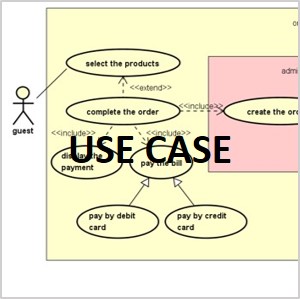 or
select the products
admi
<<extend>>
guest
complete the order
<<include>>
create the ord
<<include>>
<<include>>
USE CASE
display the
payment
pay the bill
pay by debit
card
pay by credit
card